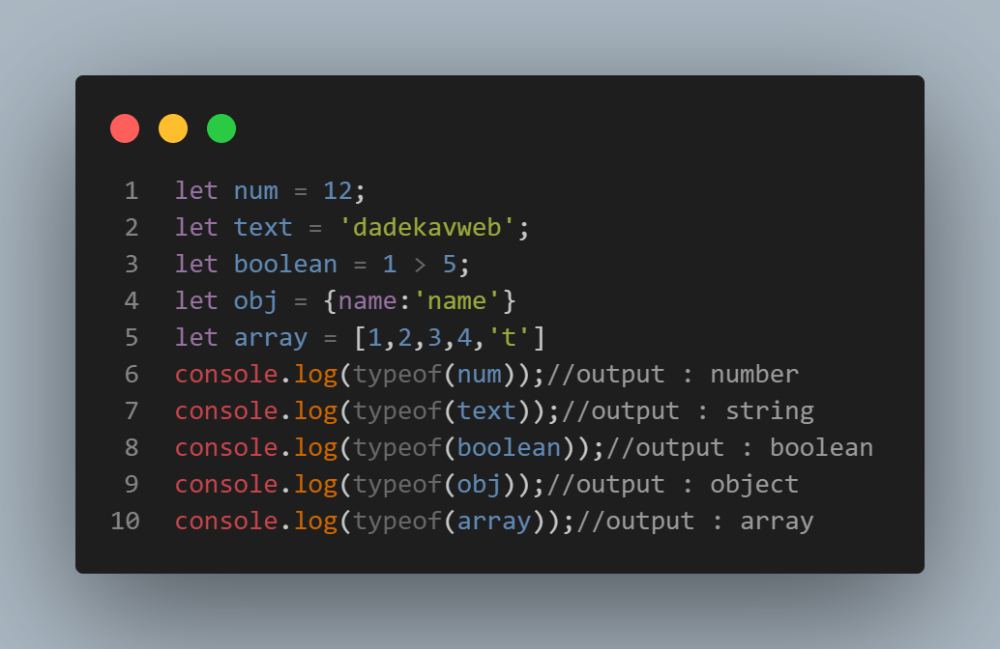 1 let num = 12;
2 let text = 'dadekavweb';
3 let boolean = 1 > 5;
4 let obj = {name:'name'}
5 let array = [1,2,3,4,'t']
6 console.log(typeof(num));//output : number
7 console.log(typeof(text));//output : string
8 console.log(typeof(boolean));//output : boolean
9 console.log(typeof(obj));//output : object
10 console.log(typeof(array));//output : array